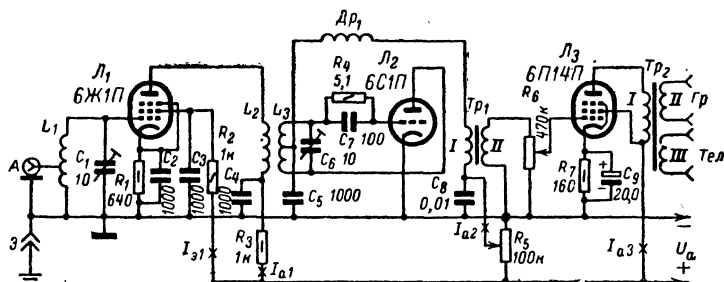 Др₁
Л₁
6Ж1П
R₄
5,1
Л₂
6С1П
Л₃
6П14П
Тр₂
I
II
Гр
III
Тел
L₁
R₂
1к
L₂
L₃
C₇
100
Тр₁
I
II
R₆
470к
А
C₁
10
R₁
640
C₂
1000
C₃
1000
C₄
1000
C₆
10
C₅ 1000
C₈
0,01
R₇
160
+
−
C₉
20,0
З
Iэ1
R₃
1к
Iа1
Iа2
R₅
100к
Iа3
−
Uа
+